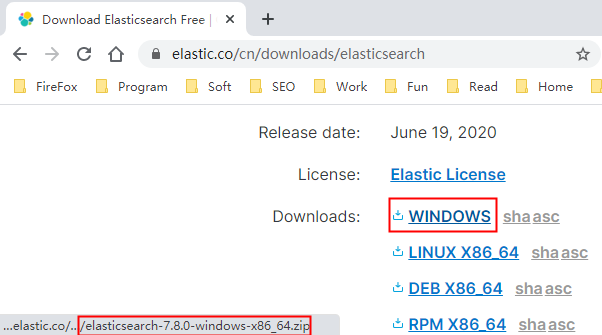 Download Elasticsearch Free |
elastic.co/cn/downloads/elasticsearch
FireFox Program Soft SEO Work Fun Read Home
Release date: June 19, 2020
License: Elastic License
Downloads: WINDOWS sha asc
LINUX X86_64 sha asc
DEB X86_64 sha asc
RPM X86_64 sha asc
...elastic.co/../elasticsearch-7.8.0-windows-x86_64.zip